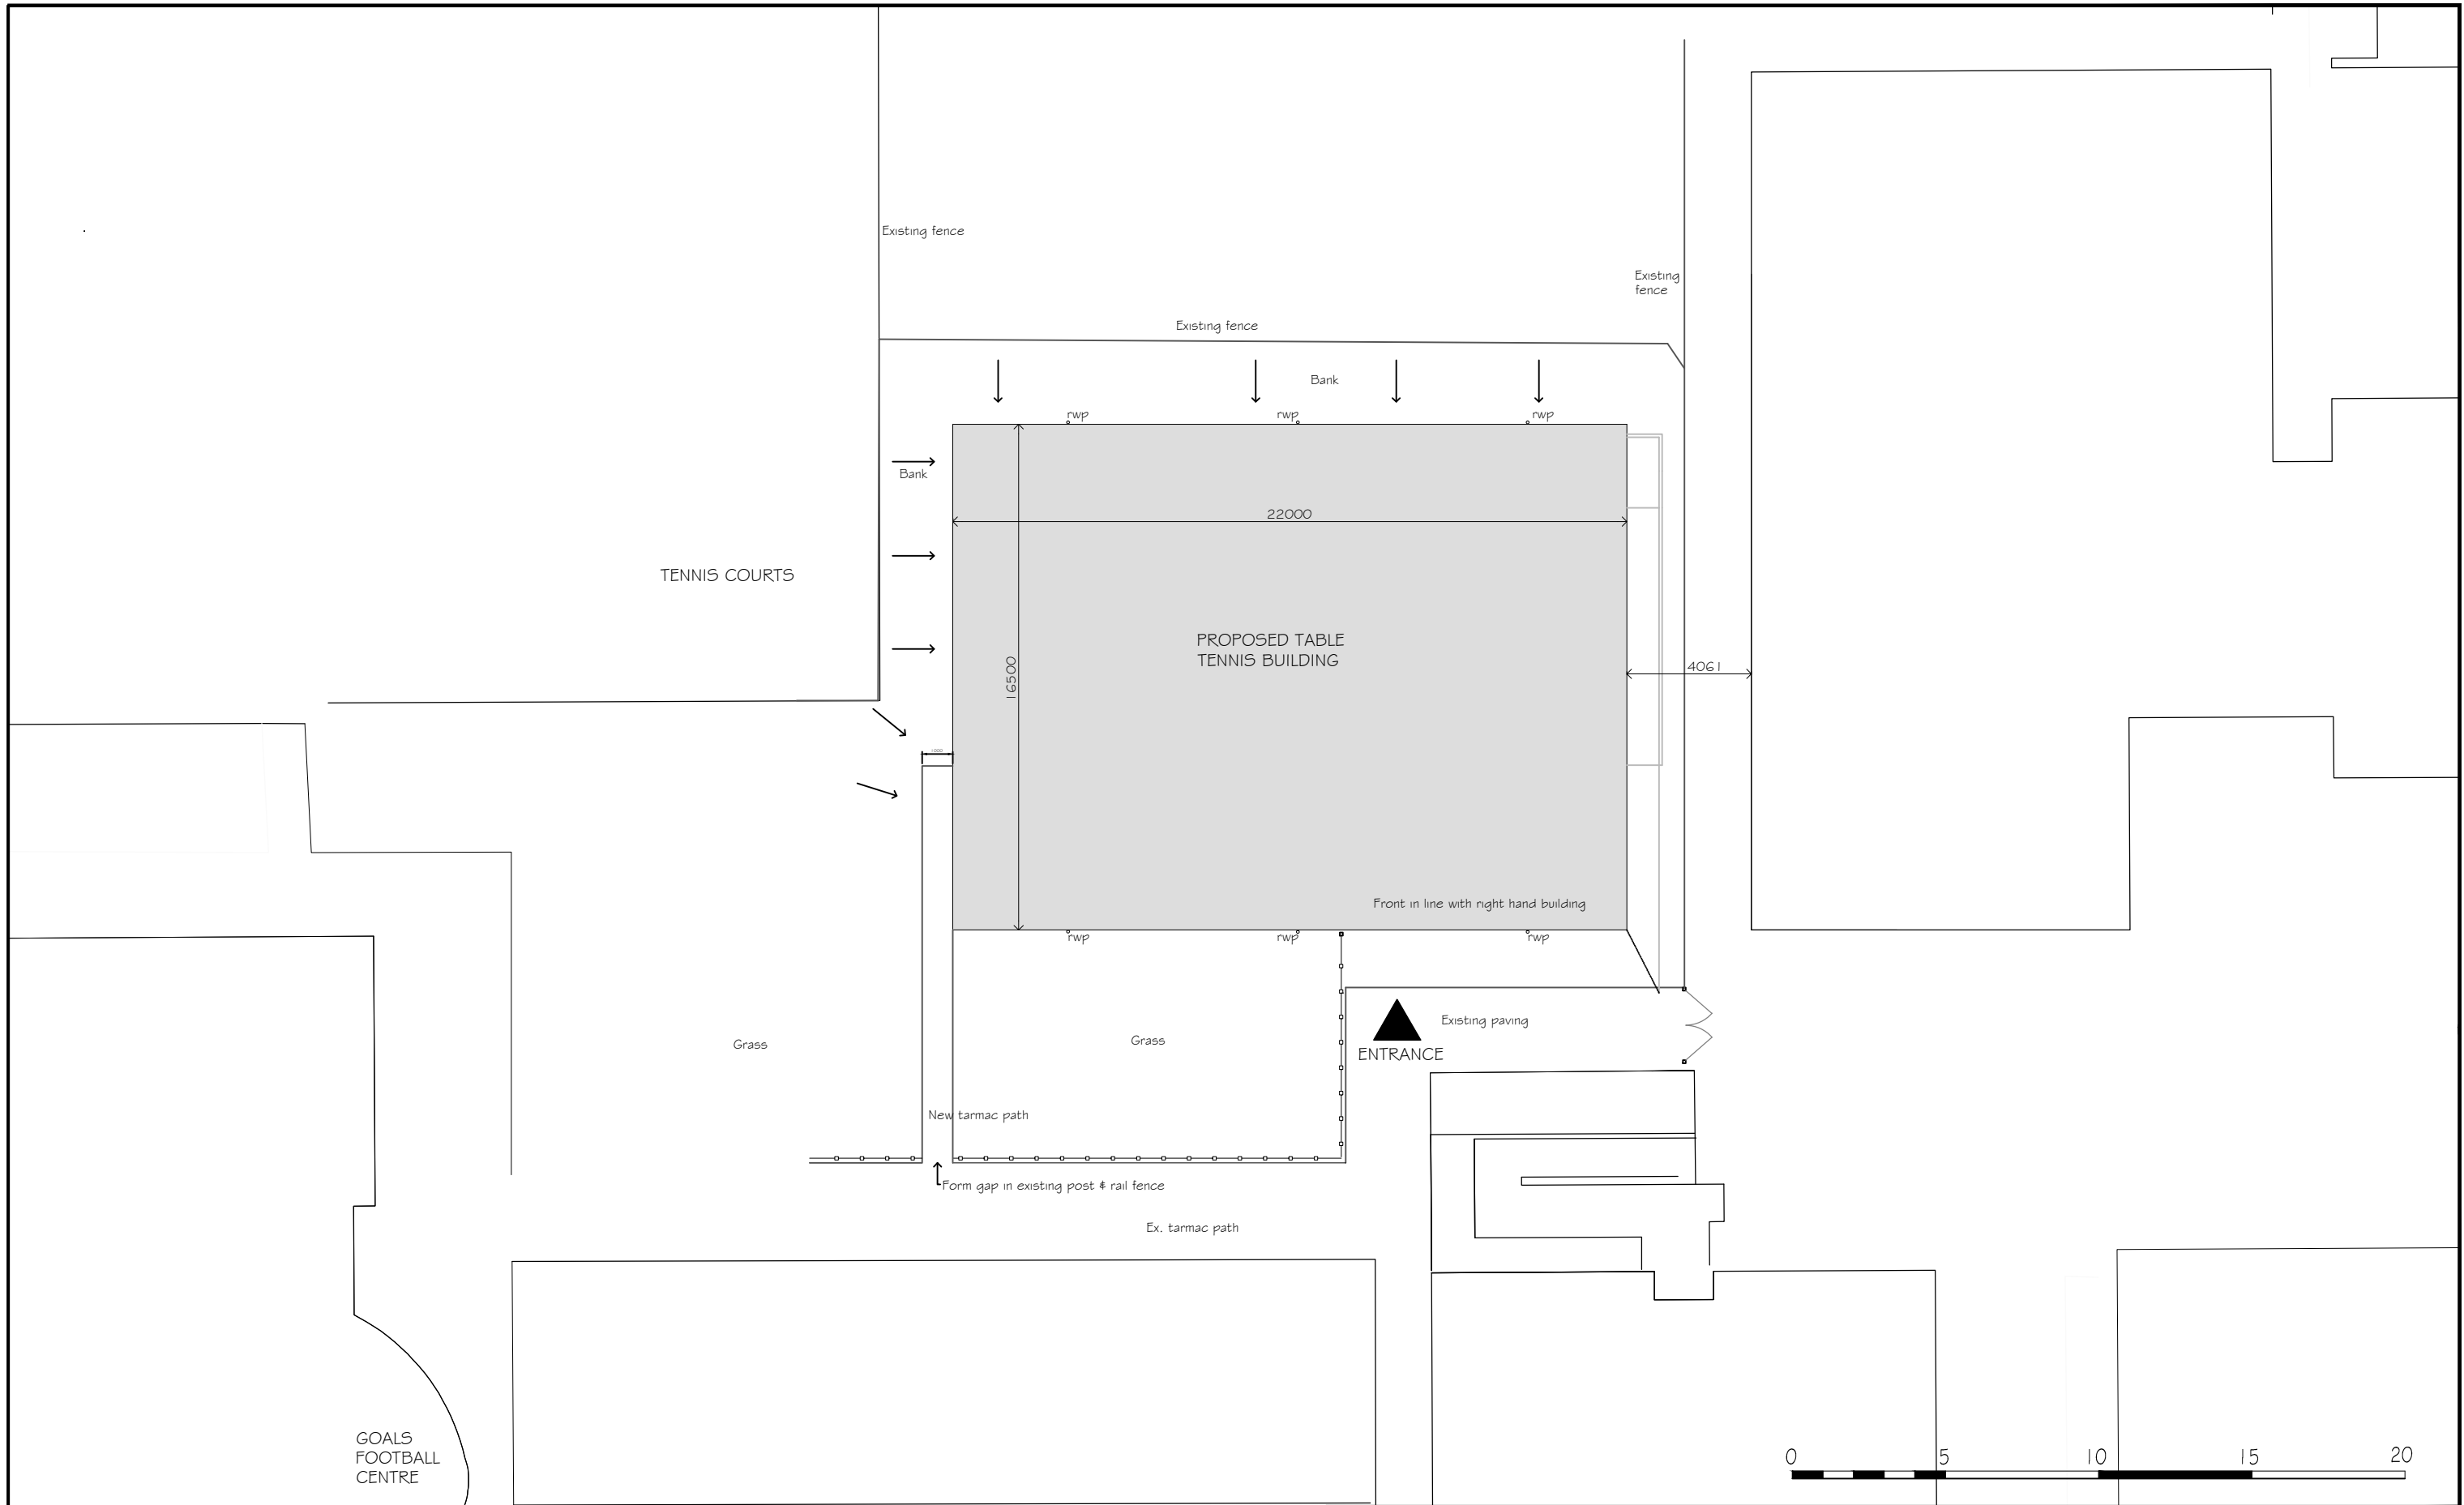 Existing fence
Existing
fence
Existing fence
Bank
rwp
rwp
rwp
Bank
22000
TENNIS COURTS
PROPOSED TABLE
TENNIS BUILDING
16500
4061
1000
Front in line with right hand building
rwp
rwp
rwp
Existing paving
Grass
Grass
ENTRANCE
New tarmac path
Form gap in existing post & rail fence
Ex. tarmac path
GOALS
FOOTBALL
CENTRE
0 5 10 15 20